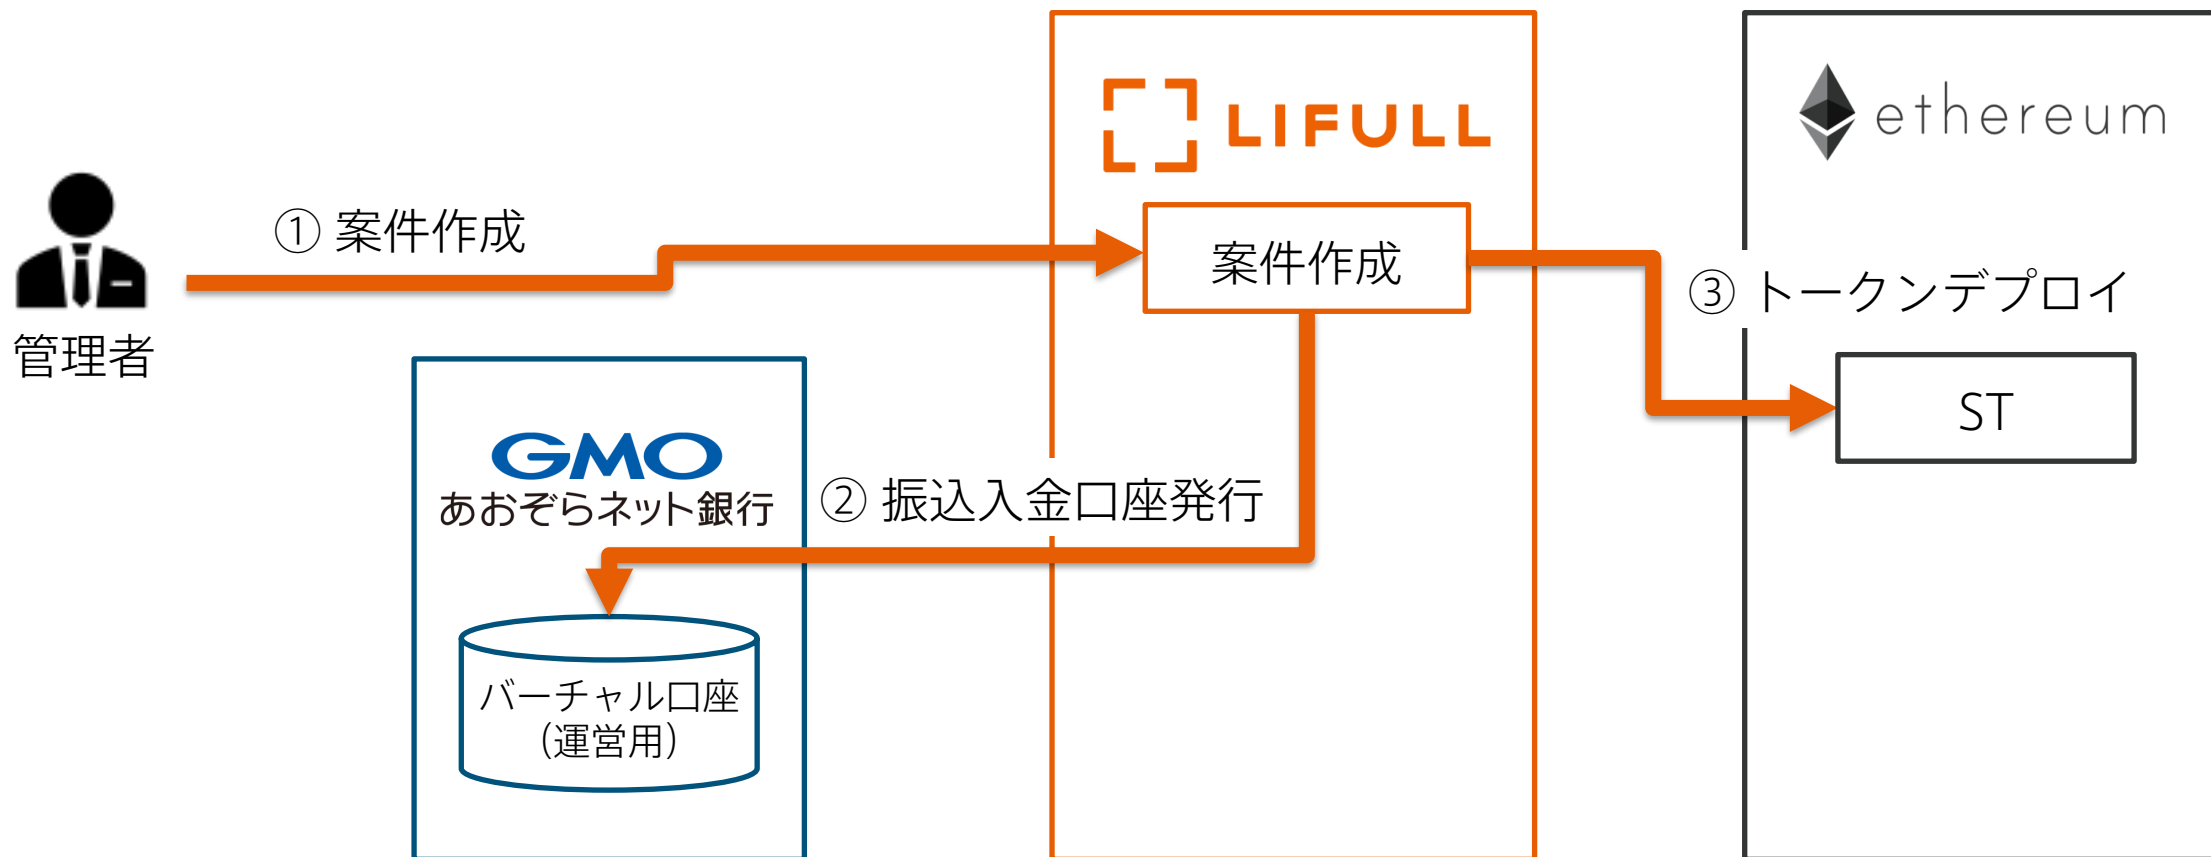 LIFULL
ethereum
① 案件作成
案件作成
③ トークンデプロイ
管理者
ST
GMO
あおぞらネット銀行
② 振込入金口座発行
バーチャル口座
(運営用)